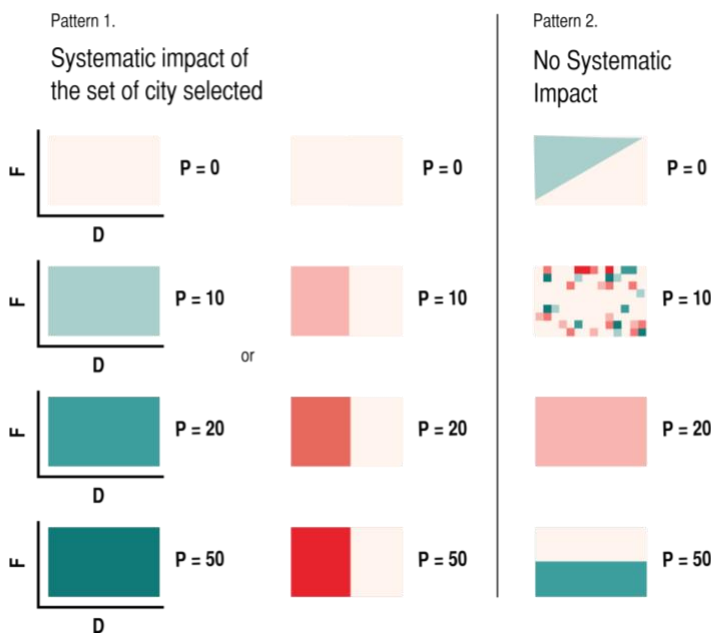 Pattern 1.
Systematic impact of
the set of city selected
Pattern 2.
No Systematic
Impact
F
P = 0
D
P = 0
P = 0
F
P = 10
D
P = 10
P = 10
or
F
P = 20
D
P = 20
P = 20
F
P = 50
D
P = 50
P = 50